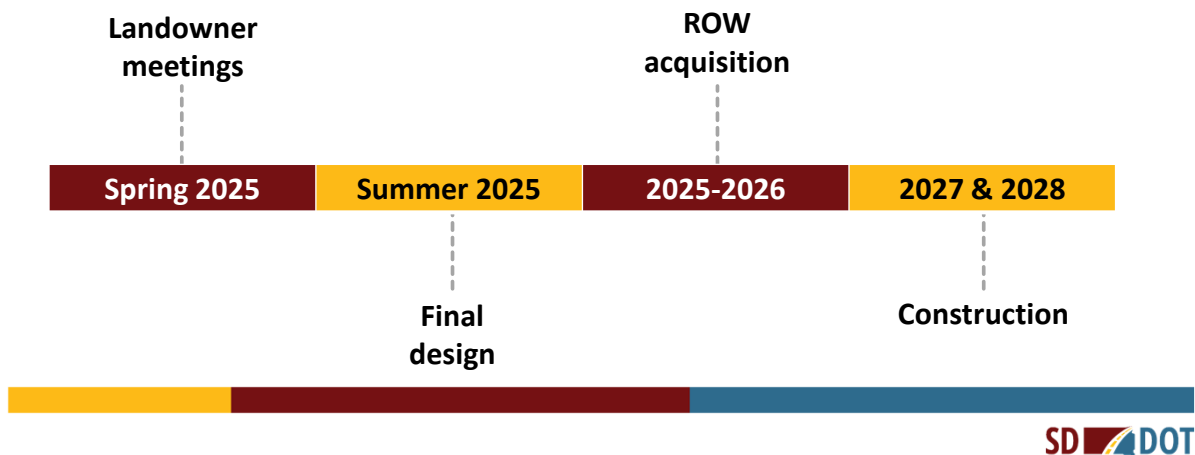 Landowner
meetings
ROW
acquisition
Spring 2025
Summer 2025
2025-2026
2027 & 2028
Final
design
Construction
SD DOT